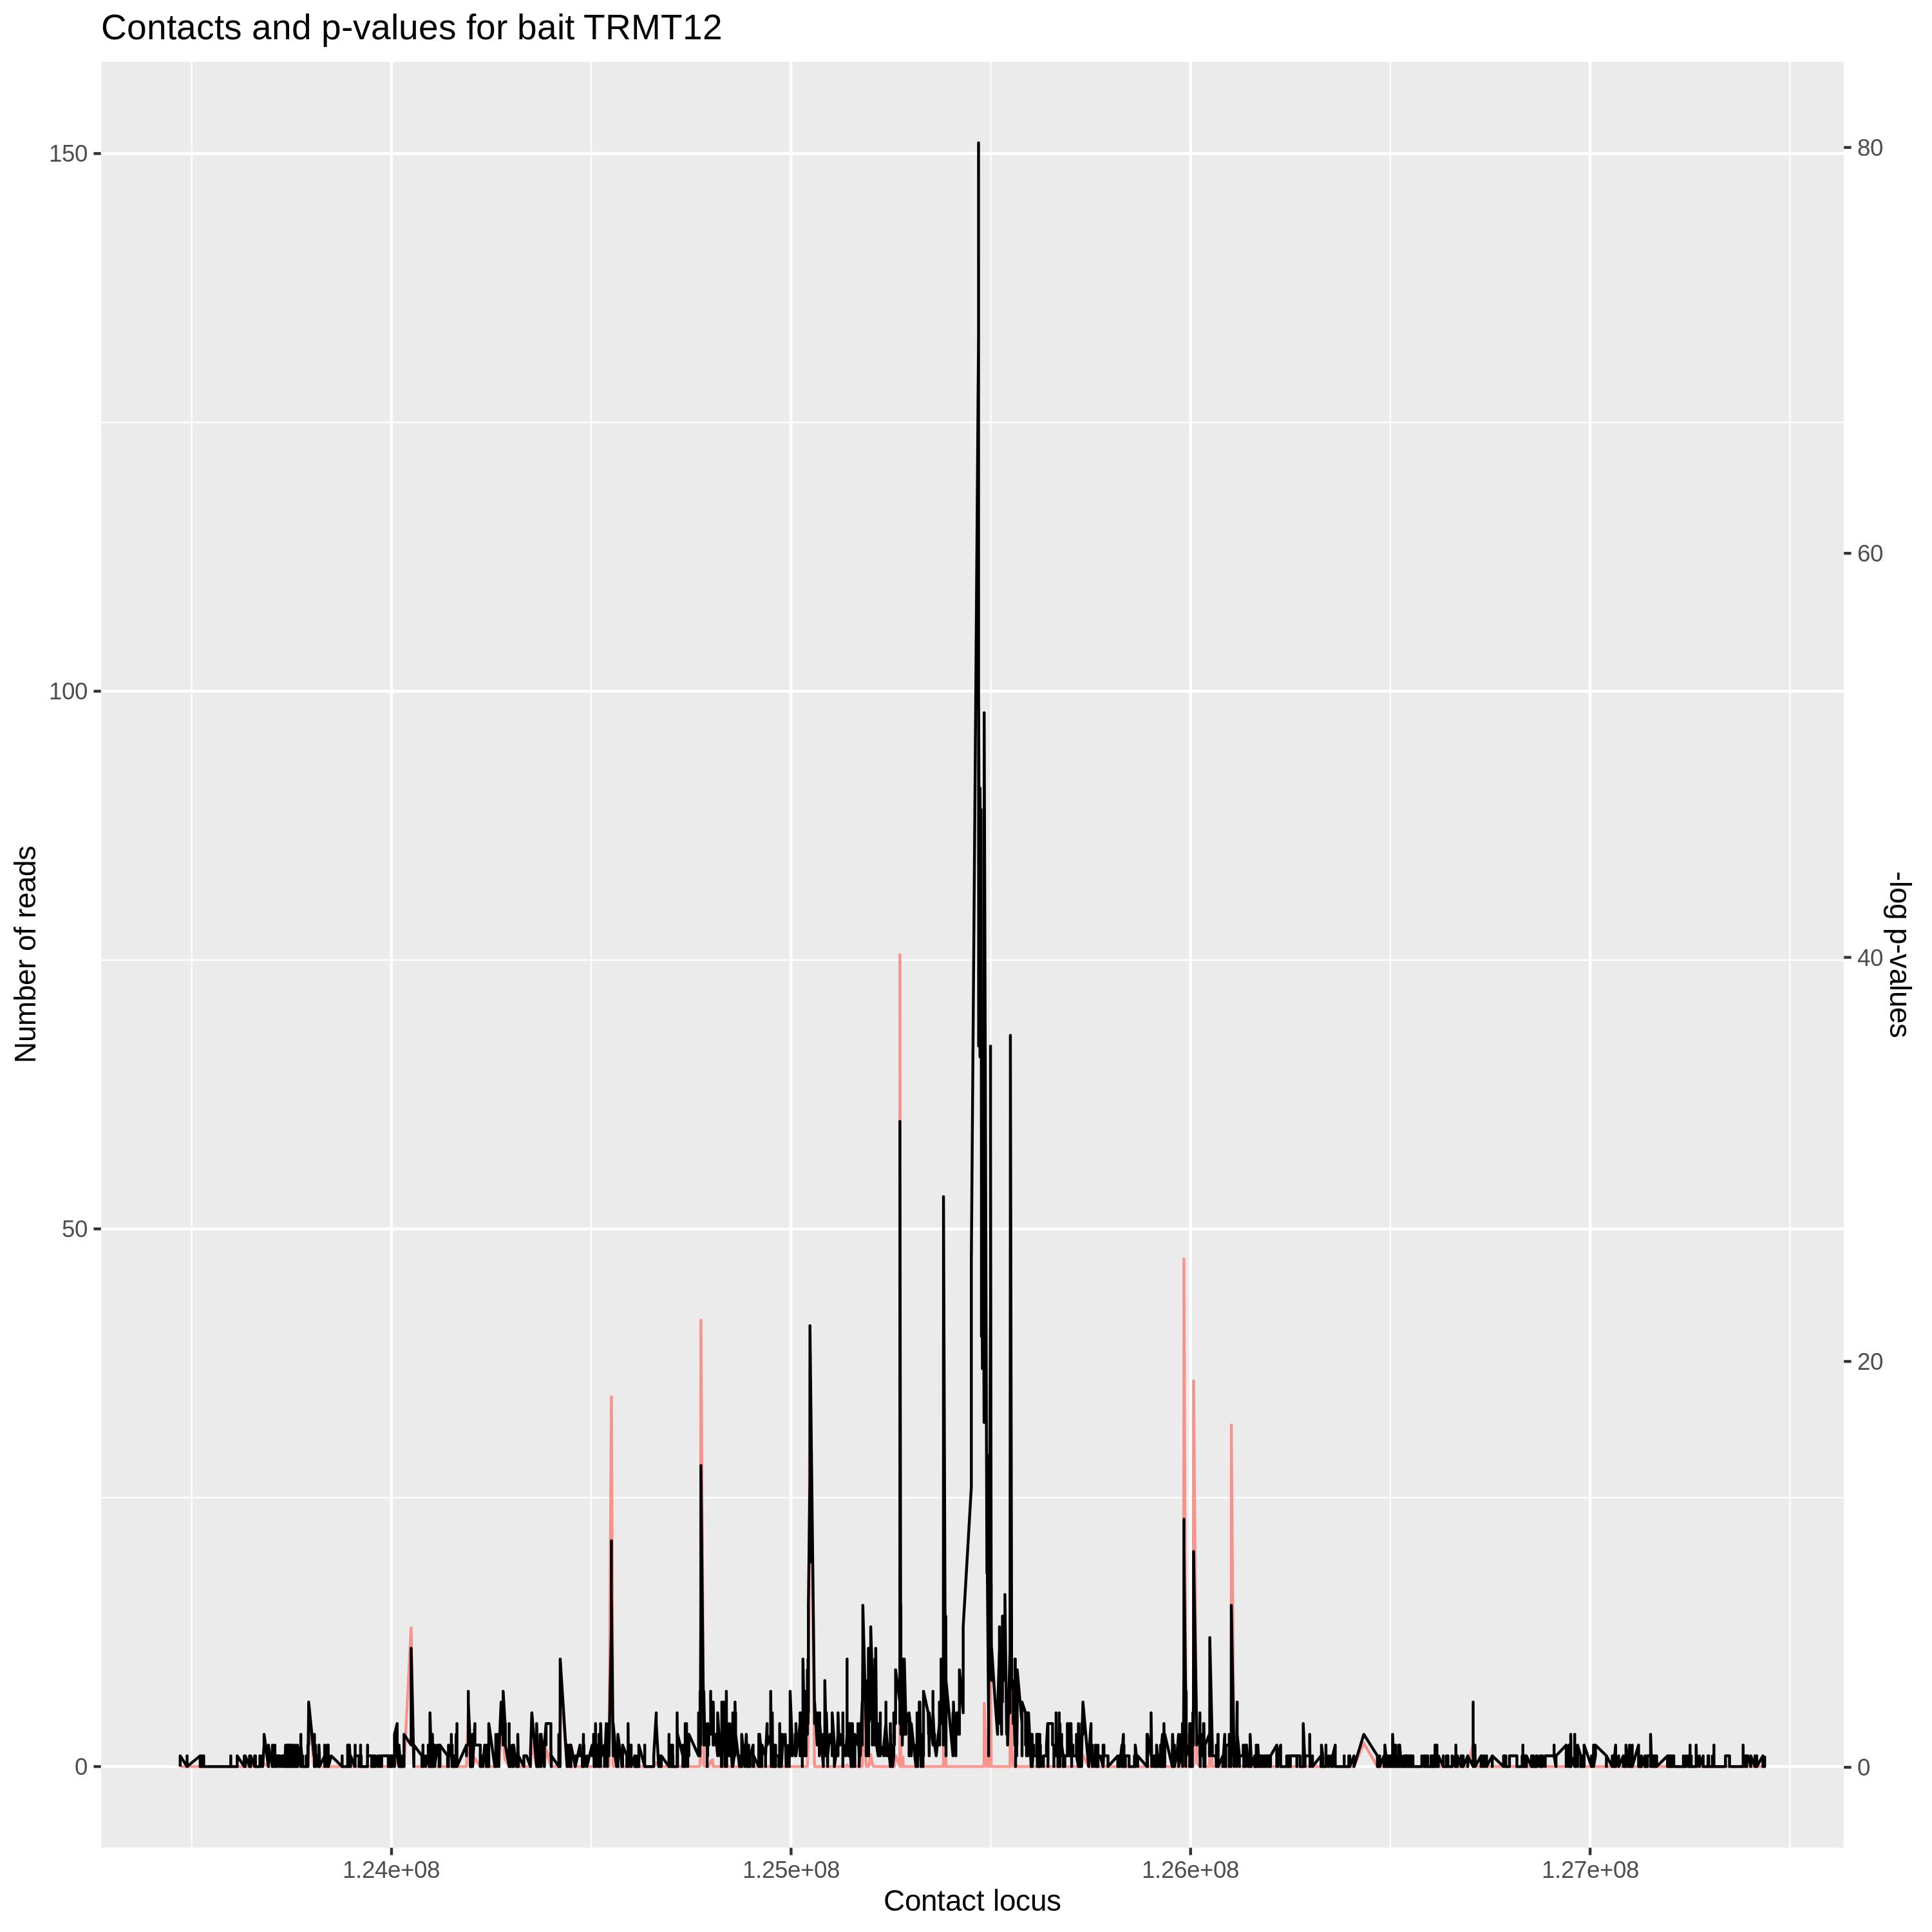 Contacts and p-values for bait TRMT12
150
100
50
0
Number of reads
80
60
40
20
0
-log p-values
1.24e+08
1.25e+08
1.26e+08
1.27e+08
Contact locus